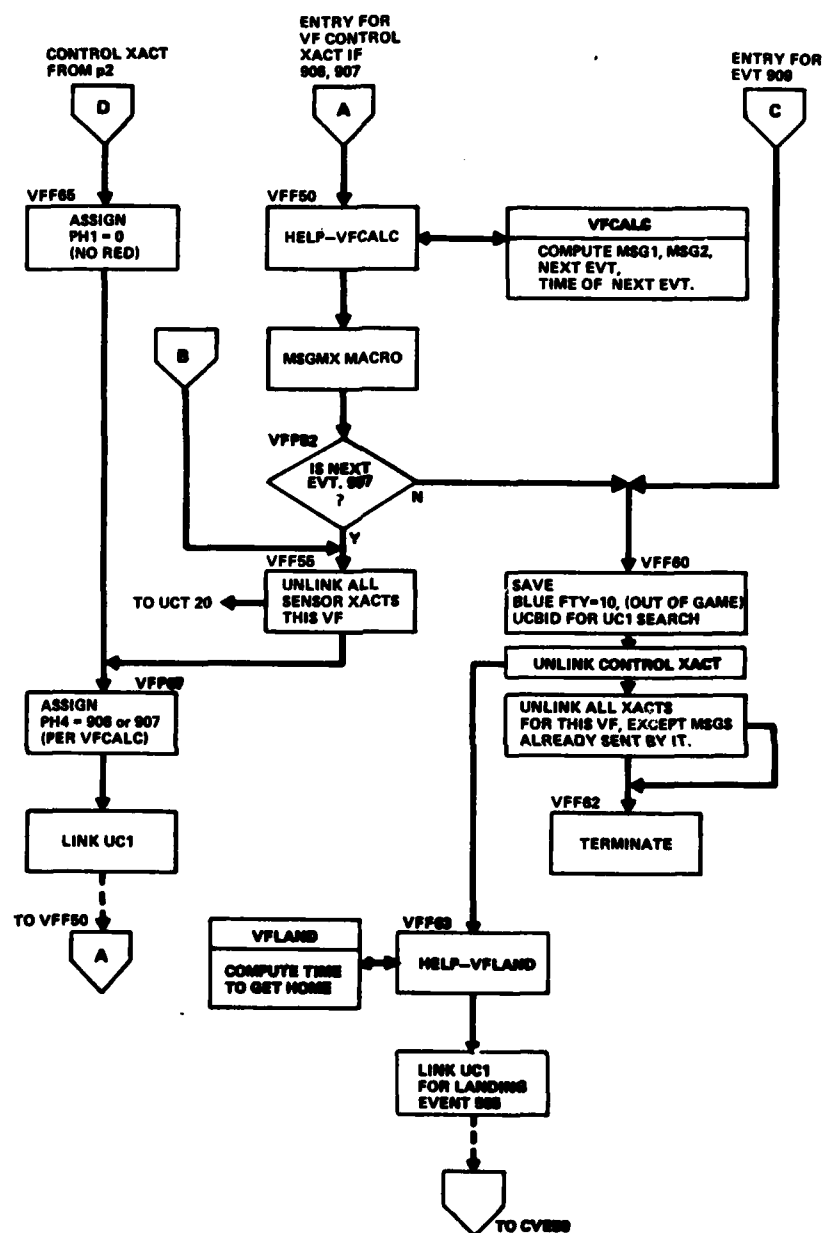 CONTROL XACT
FROM p2
D
ENTRY FOR
VF CONTROL
XACT IF
906, 907
A
ENTRY FOR
EVT 909
C
VFF65
ASSIGN
PH1 = 0
(NO RED)
VFF50
HELP-VFCALC
VFCALC
COMPUTE MSG1, MSG2,
NEXT EVT,
TIME OF NEXT EVT.
B
MSGMX MACRO
IS NEXT
EVT. 907
?
N
Y
VFF55
UNLINK ALL
SENSOR XACTS
THIS VF
TO UCT 20
VFF60
SAVE
BLUE FTY=10, (OUT OF GAME)
UCBID FOR UC1 SEARCH
UNLINK CONTROL XACT
UNLINK ALL XACTS
FOR THIS VF, EXCEPT MSGS
ALREADY SENT BY IT.
VFF62
TERMINATE
ASSIGN
PH4 = 906 or 907
(PER VFCALC)
LINK UC1
TO VFF50
A
VFLAND
COMPUTE TIME
TO GET HOME
HELP-VFLAND
LINK UC1
FOR LANDING
EVENT
TO